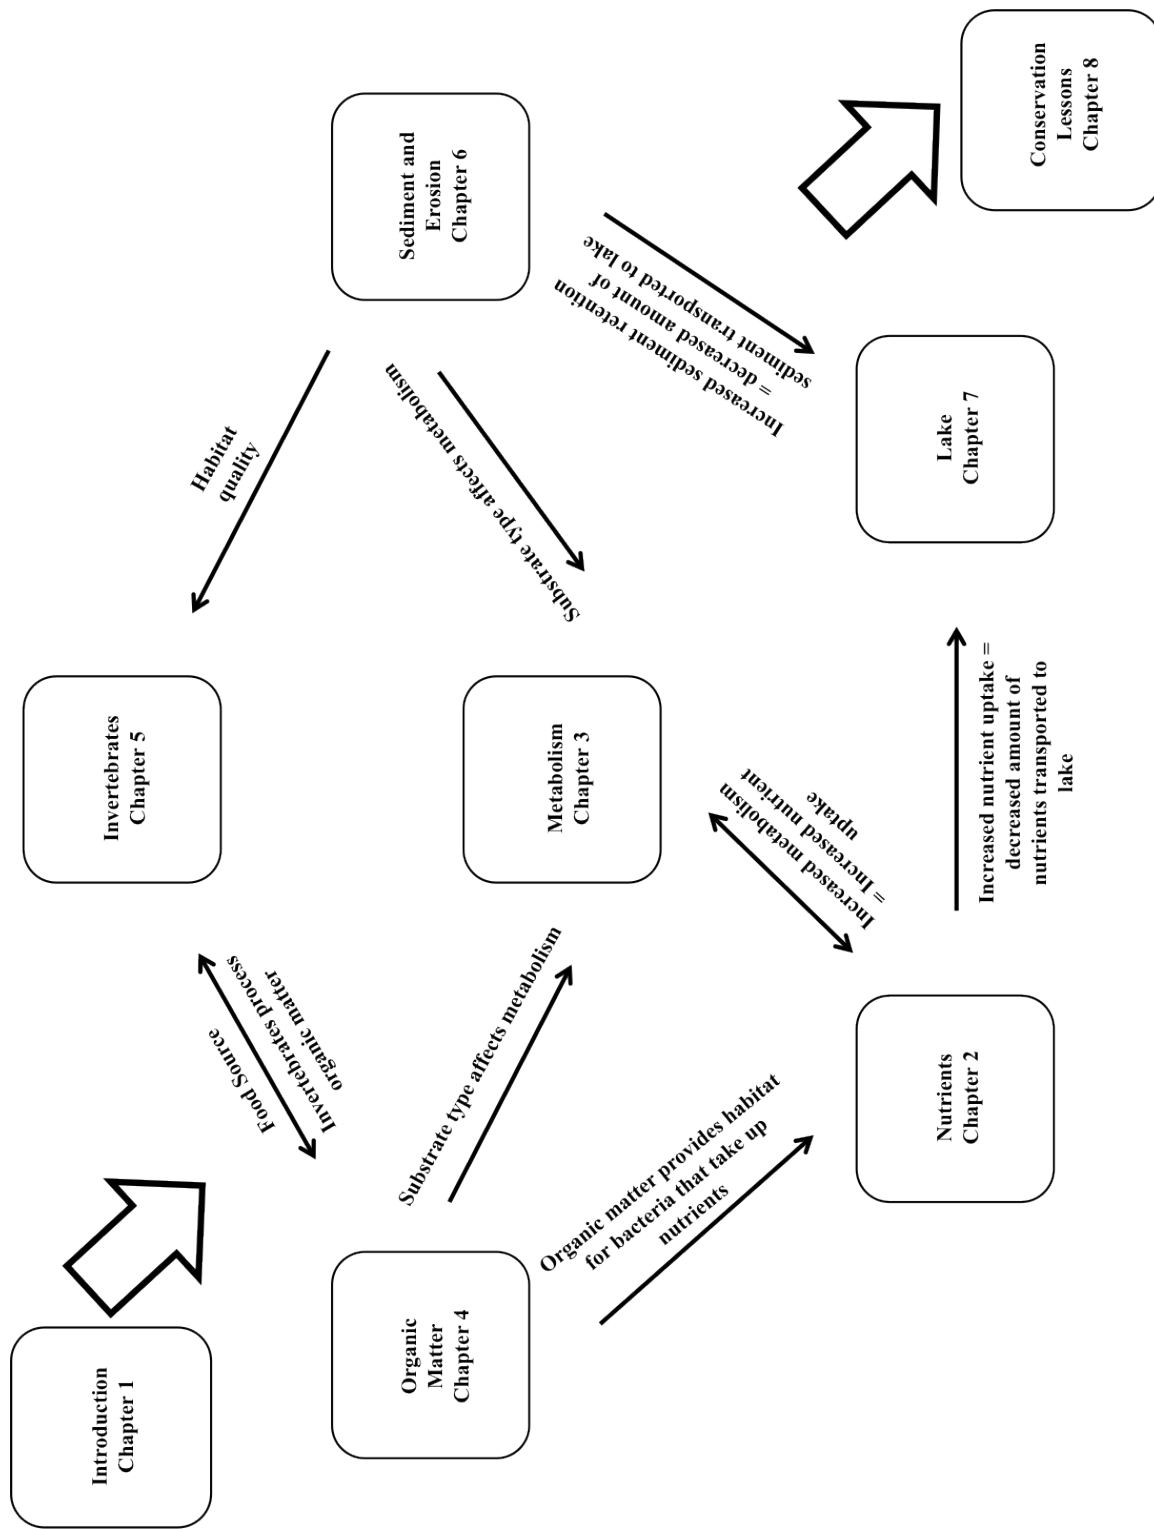 Introduction
Chapter 1
Invertebrates
Chapter 5
Food Source
Invertebrates process
organic matter
Habitat
quality
Organic
Matter
Chapter 4
Substrate type affects metabolism
Metabolism
Chapter 3
Substrate type affects metabolism
Sediment and
Erosion
Chapter 6
Organic matter provides habitat
for bacteria that take up
nutrients
Increased metabolism
= Increased nutrient
uptake
Increased sediment retention
= decreased amount of
sediment transported to lake
Nutrients
Chapter 2
Increased nutrient uptake =
decreased amount of
nutrients transported to
lake
Lake
Chapter 7
Conservation
Lessons
Chapter 8